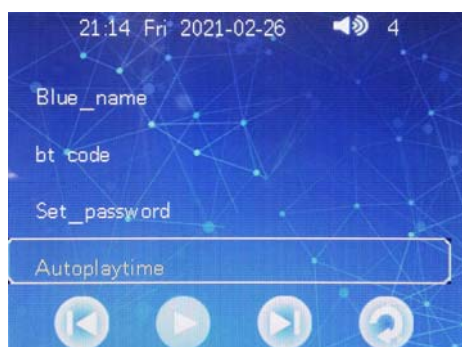 21:14 Fri 2021-02-26 4
Blue_name
bt code
Set_password
Autoplaytime